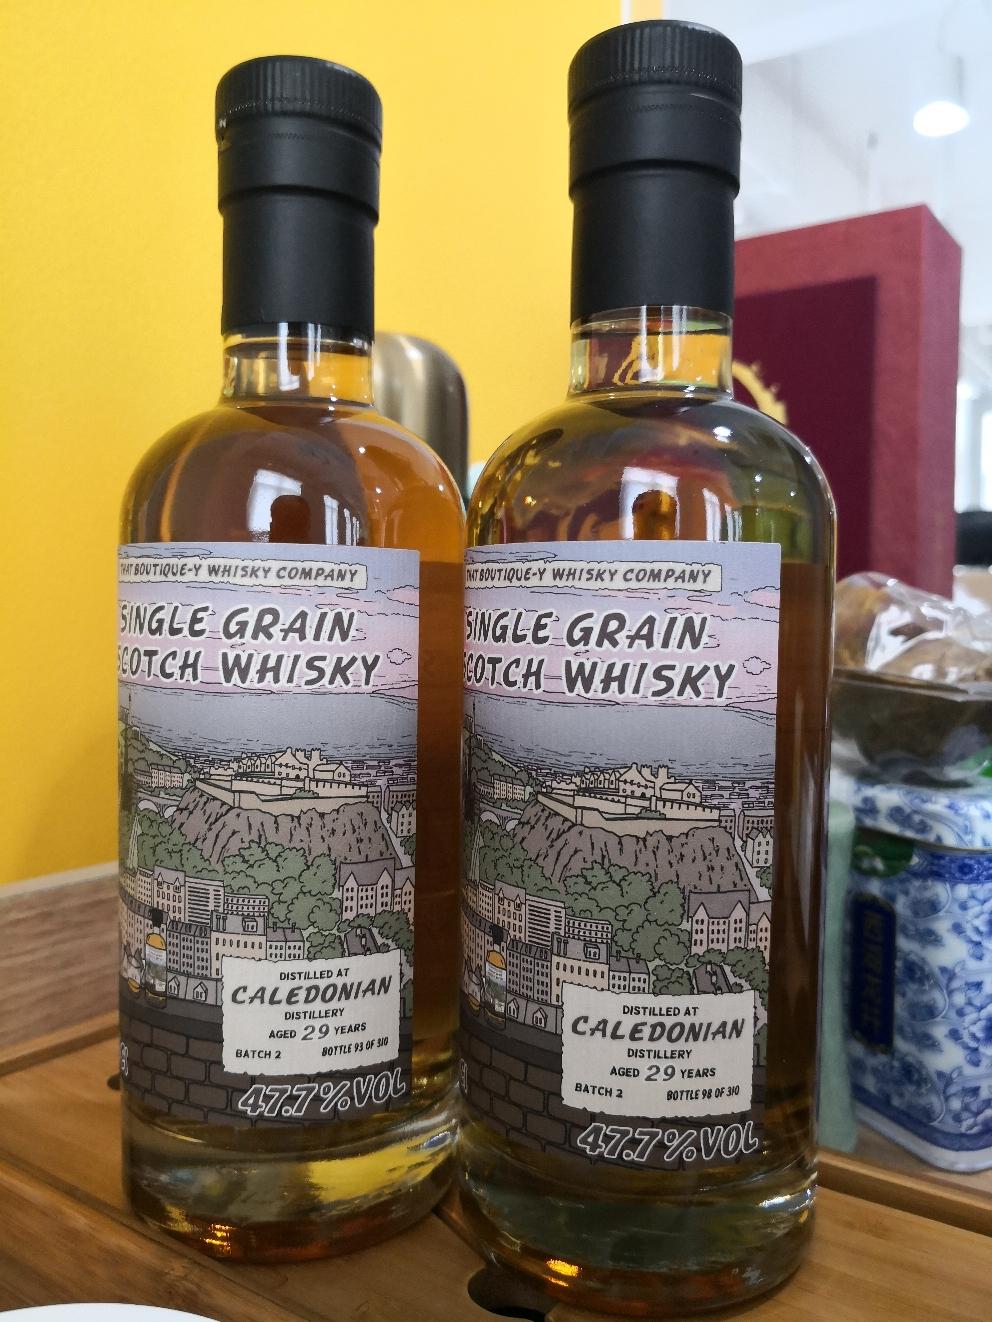 THAT BOUTIQUE-Y WHISKY COMPANY
SINGLE GRAIN
SCOTCH WHISKY
DISTILLED AT
CALEDONIAN
DISTILLERY
AGED 29 YEARS
BATCH 2 BOTTLE 93 OF 310
47.7%VOL
THAT BOUTIQUE-Y WHISKY COMPANY
SINGLE GRAIN
SCOTCH WHISKY
DISTILLED AT
CALEDONIAN
DISTILLERY
AGED 29 YEARS
BATCH 2 BOTTLE 98 OF 310
47.7%VOL